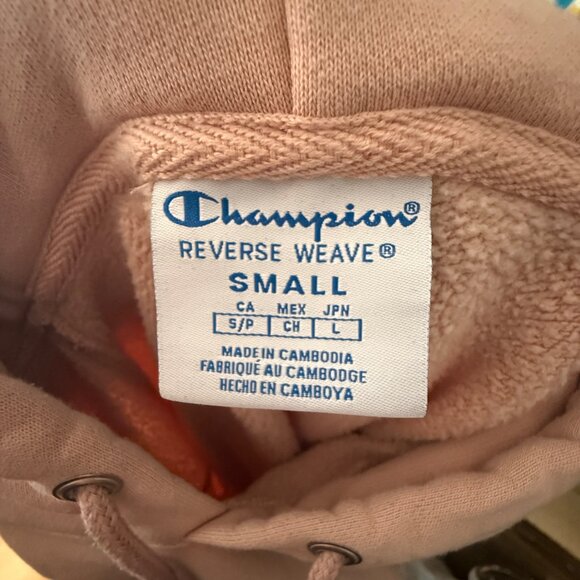 Champion®
REVERSE WEAVE®
SMALL
CA MEX JPN
S/P CH L
MADE IN CAMBODIA
FABRIQUÉ AU CAMBODGE
HECHO EN CAMBOYA